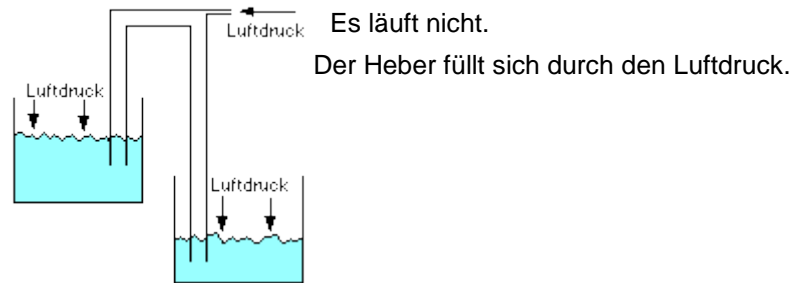 Luftdruck
Es läuft nicht.
Der Heber füllt sich durch den Luftdruck.
Luftdruck
Luftdruck